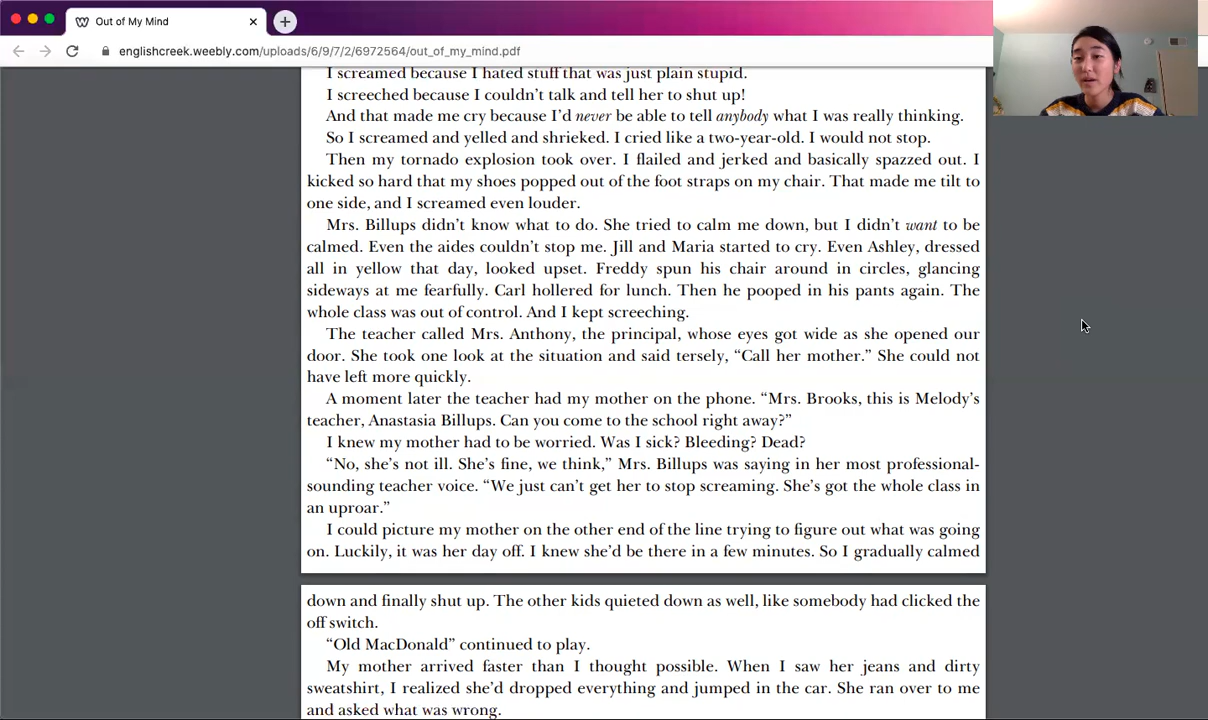 Out of My Mind
englishcreek.weebly.com/uploads/6/9/7/2/6972564/out_of_my_mind.pdf
I screamed because I hated stuff that was just plain stupid.
I screeched because I couldn’t talk and tell her to shut up!
And that made me cry because I’d never be able to tell anybody what I was really thinking.
So I screamed and yelled and shrieked. I cried like a two-year-old. I would not stop.
Then my tornado explosion took over. I flailed and jerked and basically spazzed out. I
kicked so hard that my shoes popped out of the foot straps on my chair. That made me tilt to
one side, and I screamed even louder.
Mrs. Billups didn’t know what to do. She tried to calm me down, but I didn’t want to be
calmed. Even the aides couldn’t stop me. Jill and Maria started to cry. Even Ashley, dressed
all in yellow that day, looked upset. Freddy spun his chair around in circles, glancing
sideways at me fearfully. Carl hollered for lunch. Then he pooped in his pants again. The
whole class was out of control. And I kept screeching.
The teacher called Mrs. Anthony, the principal, whose eyes got wide as she opened our
door. She took one look at the situation and said tersely, “Call her mother.” She could not
have left more quickly.
A moment later the teacher had my mother on the phone. “Mrs. Brooks, this is Melody’s
teacher, Anastasia Billups. Can you come to the school right away?”
I knew my mother had to be worried. Was I sick? Bleeding? Dead?
“No, she’s not ill. She’s fine, we think,” Mrs. Billups was saying in her most professional-
sounding teacher voice. “We just can’t get her to stop screaming. She’s got the whole class in
an uproar.”
I could picture my mother on the other end of the line trying to figure out what was going
on. Luckily, it was her day off. I knew she’d be there in a few minutes. So I gradually calmed
down and finally shut up. The other kids quieted down as well, like somebody had clicked the
off switch.
“Old MacDonald” continued to play.
My mother arrived faster than I thought possible. When I saw her jeans and dirty
sweatshirt, I realized she’d dropped everything and jumped in the car. She ran over to me
and asked what was wrong.